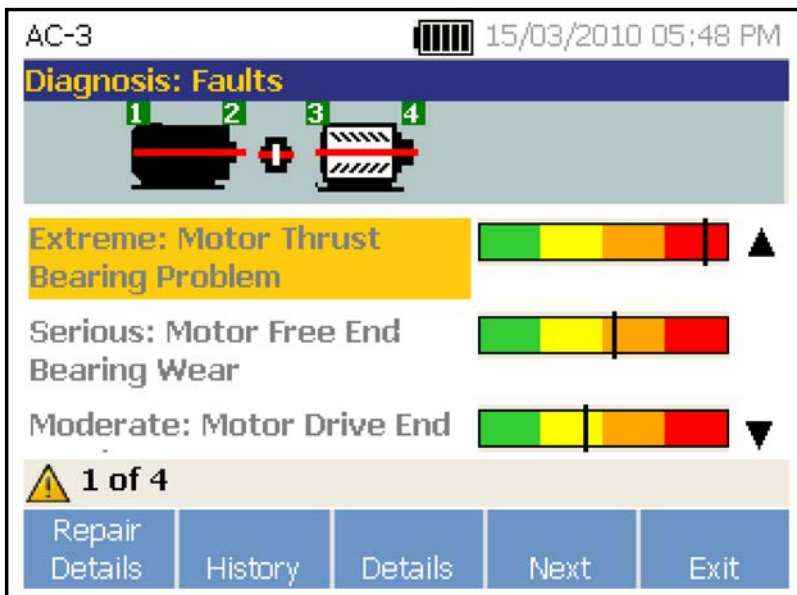 AC-3 15/03/2010 05:48 PM
Diagnosis: Faults
1 2 3 4
Extreme: Motor Thrust
Bearing Problem
Serious: Motor Free End
Bearing Wear
Moderate: Motor Drive End
1 of 4
Repair
Details History Details Next Exit